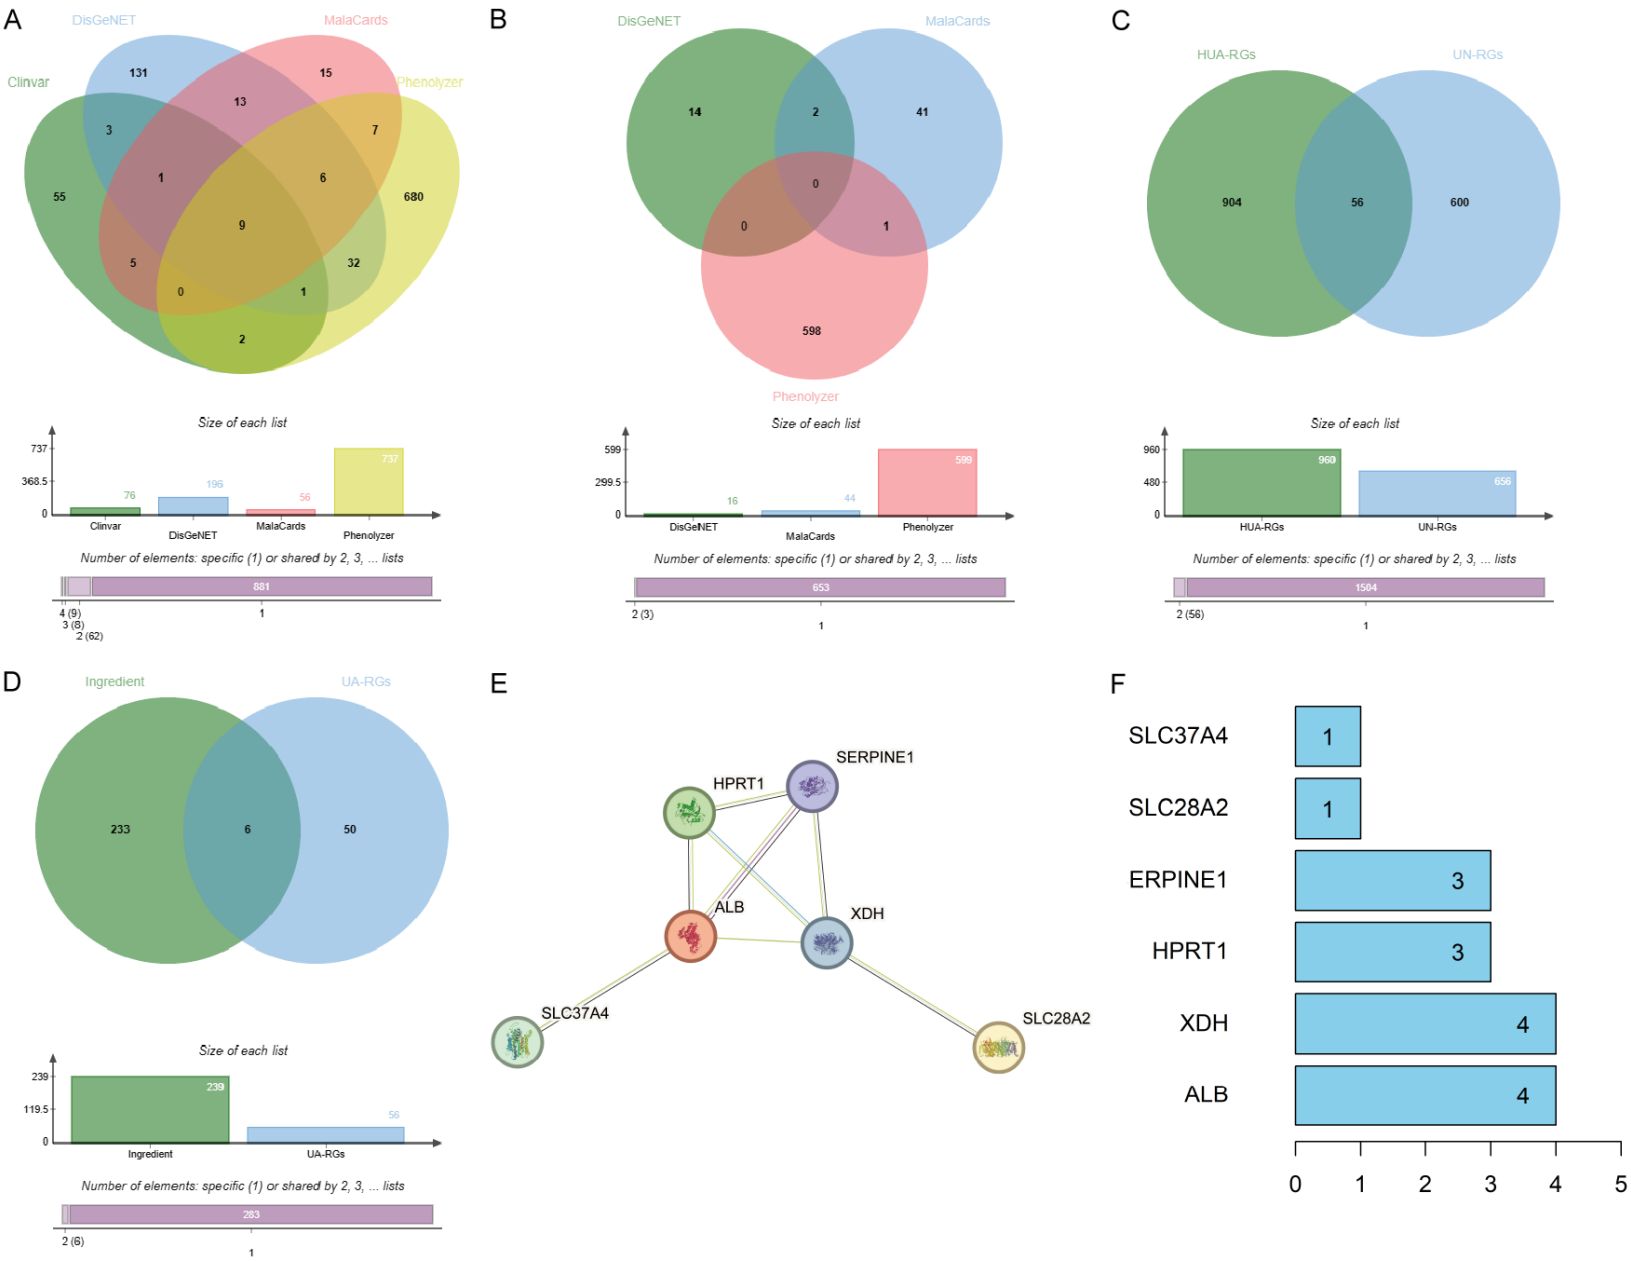 A
DisGeNET
MalaCards
Clinvar
Phenolyzer
131
15
13
3
7
1
6
55
680
9
5
32
0
1
2
Size of each list
737
368.5
0
76
196
56
737
Clinvar
DisGeNET
MalaCards
Phenolyzer
Number of elements: specific (1) or shared by 2, 3, ... lists
881
4 (9)
3 (8)
2 (62)
1
B
DisGeNET
MalaCards
14
2
41
0
0
1
598
Phenolyzer
Size of each list
599
299.5
0
16
44
599
DisGeNET
MalaCards
Phenolyzer
Number of elements: specific (1) or shared by 2, 3, ... lists
653
2 (3)
1
C
HUA-RGs
UN-RGs
904
56
600
Size of each list
960
480
0
960
656
HUA-RGs
UN-RGs
Number of elements: specific (1) or shared by 2, 3, ... lists
1504
2 (56)
1
D
Ingredient
UA-RGs
233
6
50
Size of each list
239
119.5
0
239
56
Ingredient
UA-RGs
Number of elements: specific (1) or shared by 2, 3, ... lists
283
2 (6)
1
E
SERPINE1
HPRT1
ALB
XDH
SLC37A4
SLC28A2
F
SLC37A4
1
SLC28A2
1
ERPINE1
3
HPRT1
3
XDH
4
ALB
4
0 1 2 3 4 5